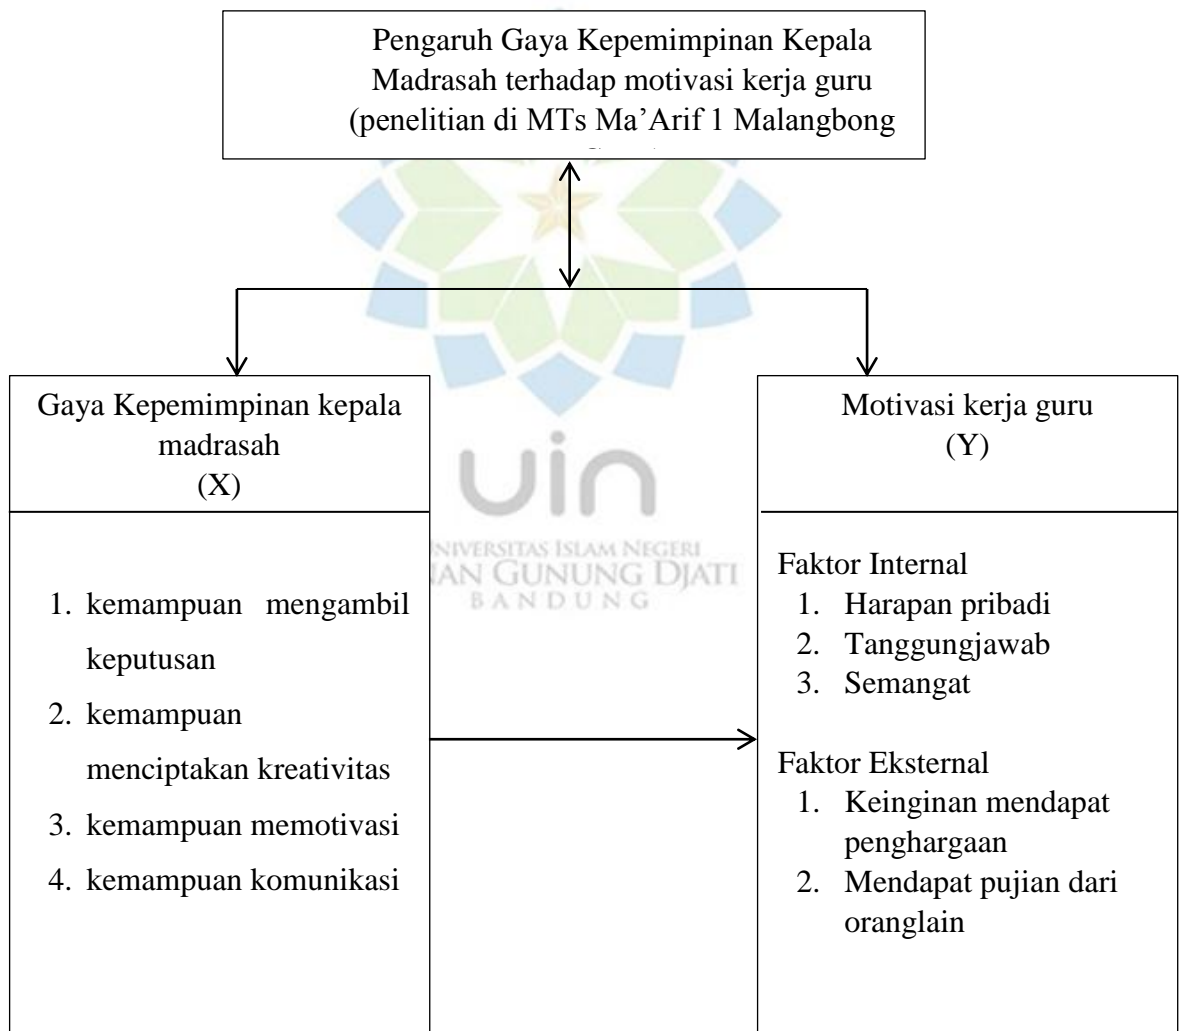 Pengaruh Gaya Kepemimpinan Kepala
Madrasah terhadap motivasi kerja guru
(penelitian di MTs Ma’Arif 1 Malangbong
Gaya Kepemimpinan kepala
madrasah
(X)
1. kemampuan mengambil
keputusan
2. kemampuan
menciptakan kreativitas
3. kemampuan memotivasi
4. kemampuan komunikasi
Motivasi kerja guru
(Y)
Faktor Internal
1. Harapan pribadi
2. Tanggungjawab
3. Semangat
Faktor Eksternal
1. Keinginan mendapat
penghargaan
2. Mendapat pujian dari
oranglain
uin
NIVERSITAS ISLAM NEGERI
GUNUNG DJATI
BANDUNG